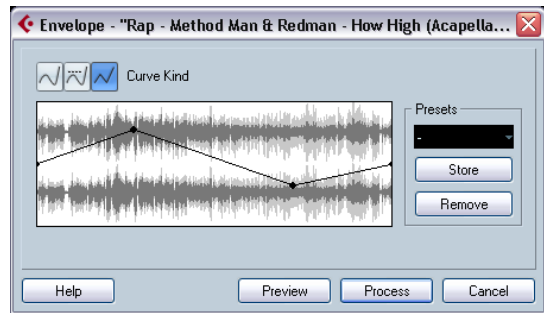 Envelope - "Rap - Method Man & Redman - How High (Acapella...
Curve Kind
Presets
-
Store
Remove
Help
Preview
Process
Cancel